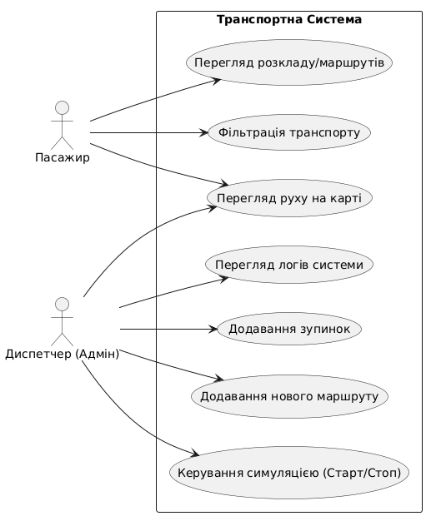 Транспортна Система
Перегляд розкладу/маршрутів
Фільтрація транспорту
Пасажир
Перегляд руху на карті
Перегляд логів системи
Додавання зупинок
Диспетчер (Адмін)
Додавання нового маршруту
Керування симуляцією (Старт/Стоп)